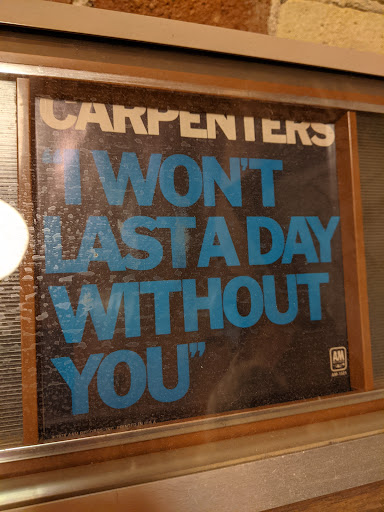 CARPENTERS
"I WON'T
LAST A DAY
WITHOUT
YOU"
A&M